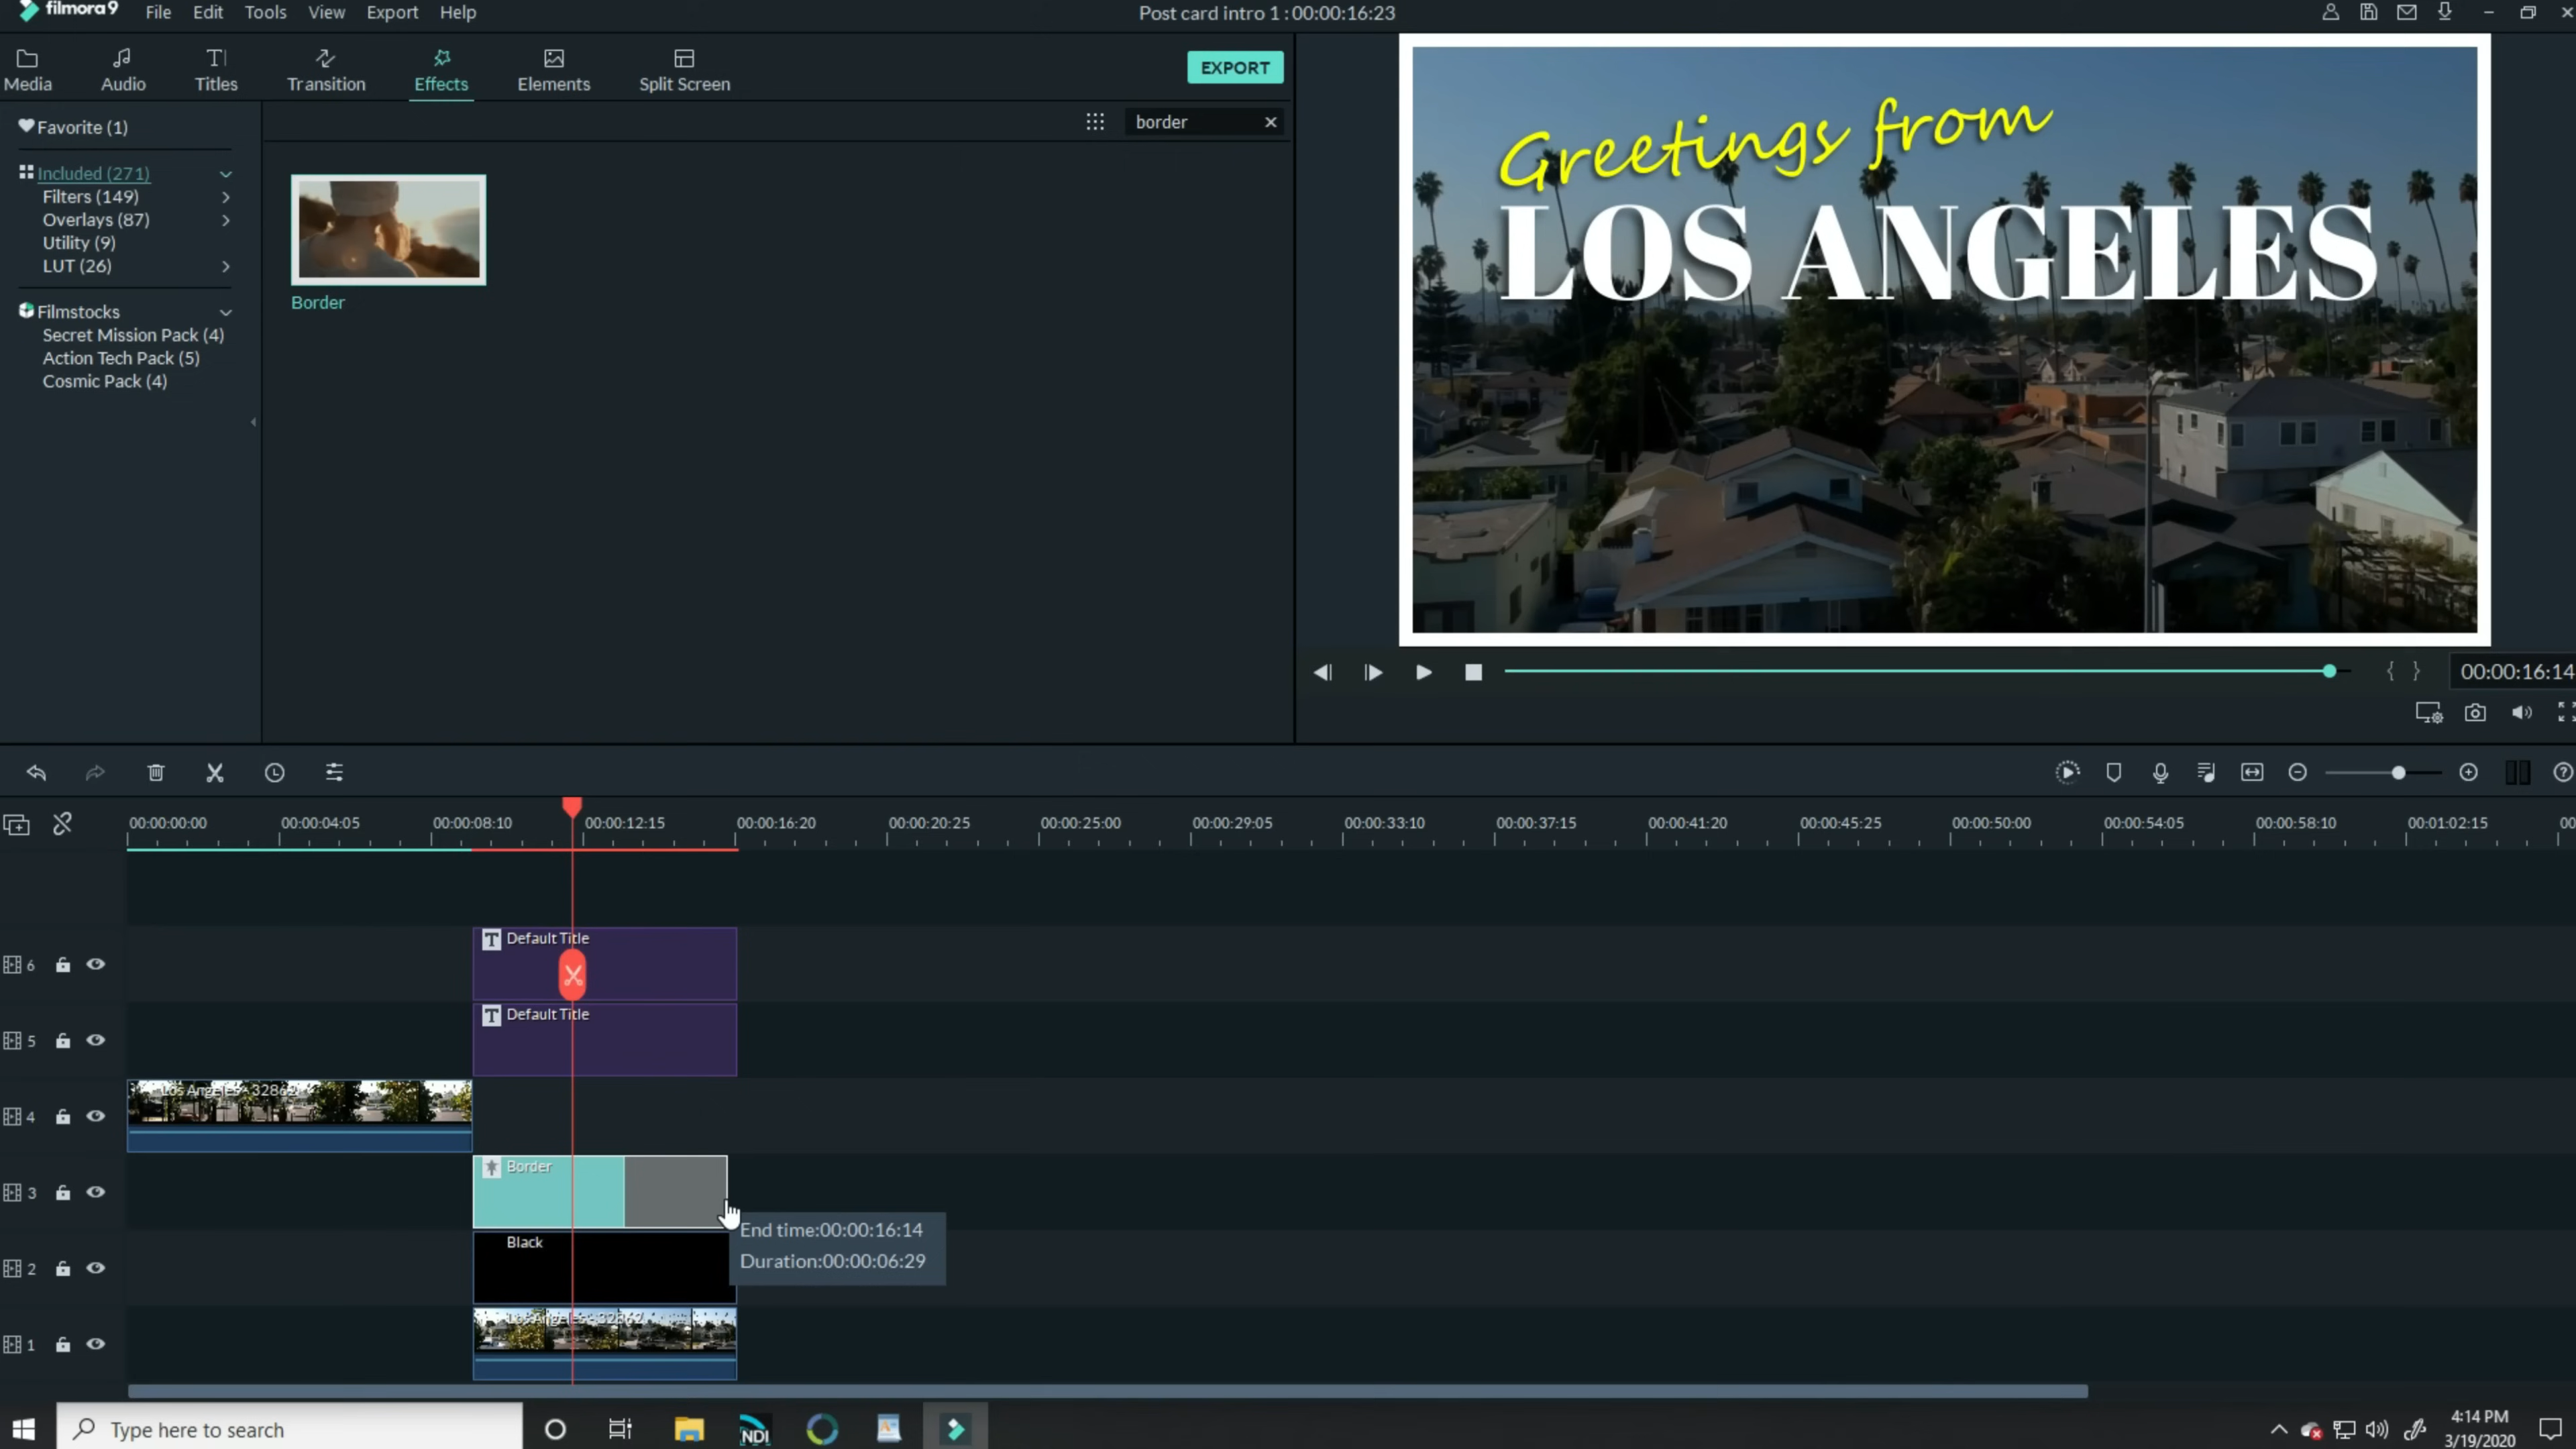 filmora9 File Edit Tools View Export Help
Post card intro 1 : 00:00:16:23
Media Audio Titles Transition Effects Elements Split Screen
EXPORT
Favorite (1)
border
Included (271)
Filters (149)
Overlays (87)
Utility (9)
LUT (26)
Filmstocks
Secret Mission Pack (4)
Action Tech Pack (5)
Cosmic Pack (4)
Border
Greetings from
LOS ANGELES
00:00:16:14
00:00:00:00 00:00:04:05 00:00:08:10 00:00:12:15 00:00:16:20 00:00:20:25 00:00:25:00 00:00:29:05 00:00:33:10 00:00:37:15 00:00:41:20 00:00:45:25 00:00:50:00 00:00:54:05 00:00:58:10 00:01:02:15 00
6 Default Title
5 Default Title
4 Los Angeles - 32862
3 Border
End time:00:00:16:14
Duration:00:00:06:29
2 Black
1 Los Angeles - 32862
Type here to search
NDI
4:14 PM
3/19/2020